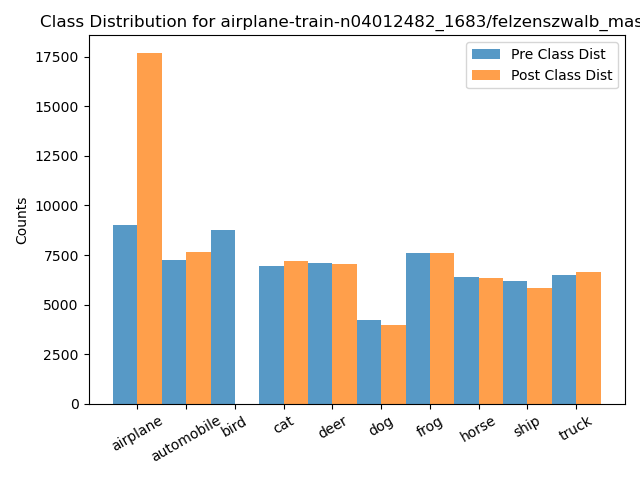 Class Distribution for airplane-train-n04012482_1683/felzenszwalb_mas
Pre Class Dist
Post Class Dist
Counts
17500
15000
12500
10000
7500
5000
2500
0
airplane
automobile
bird
cat
deer
dog
frog
horse
ship
truck